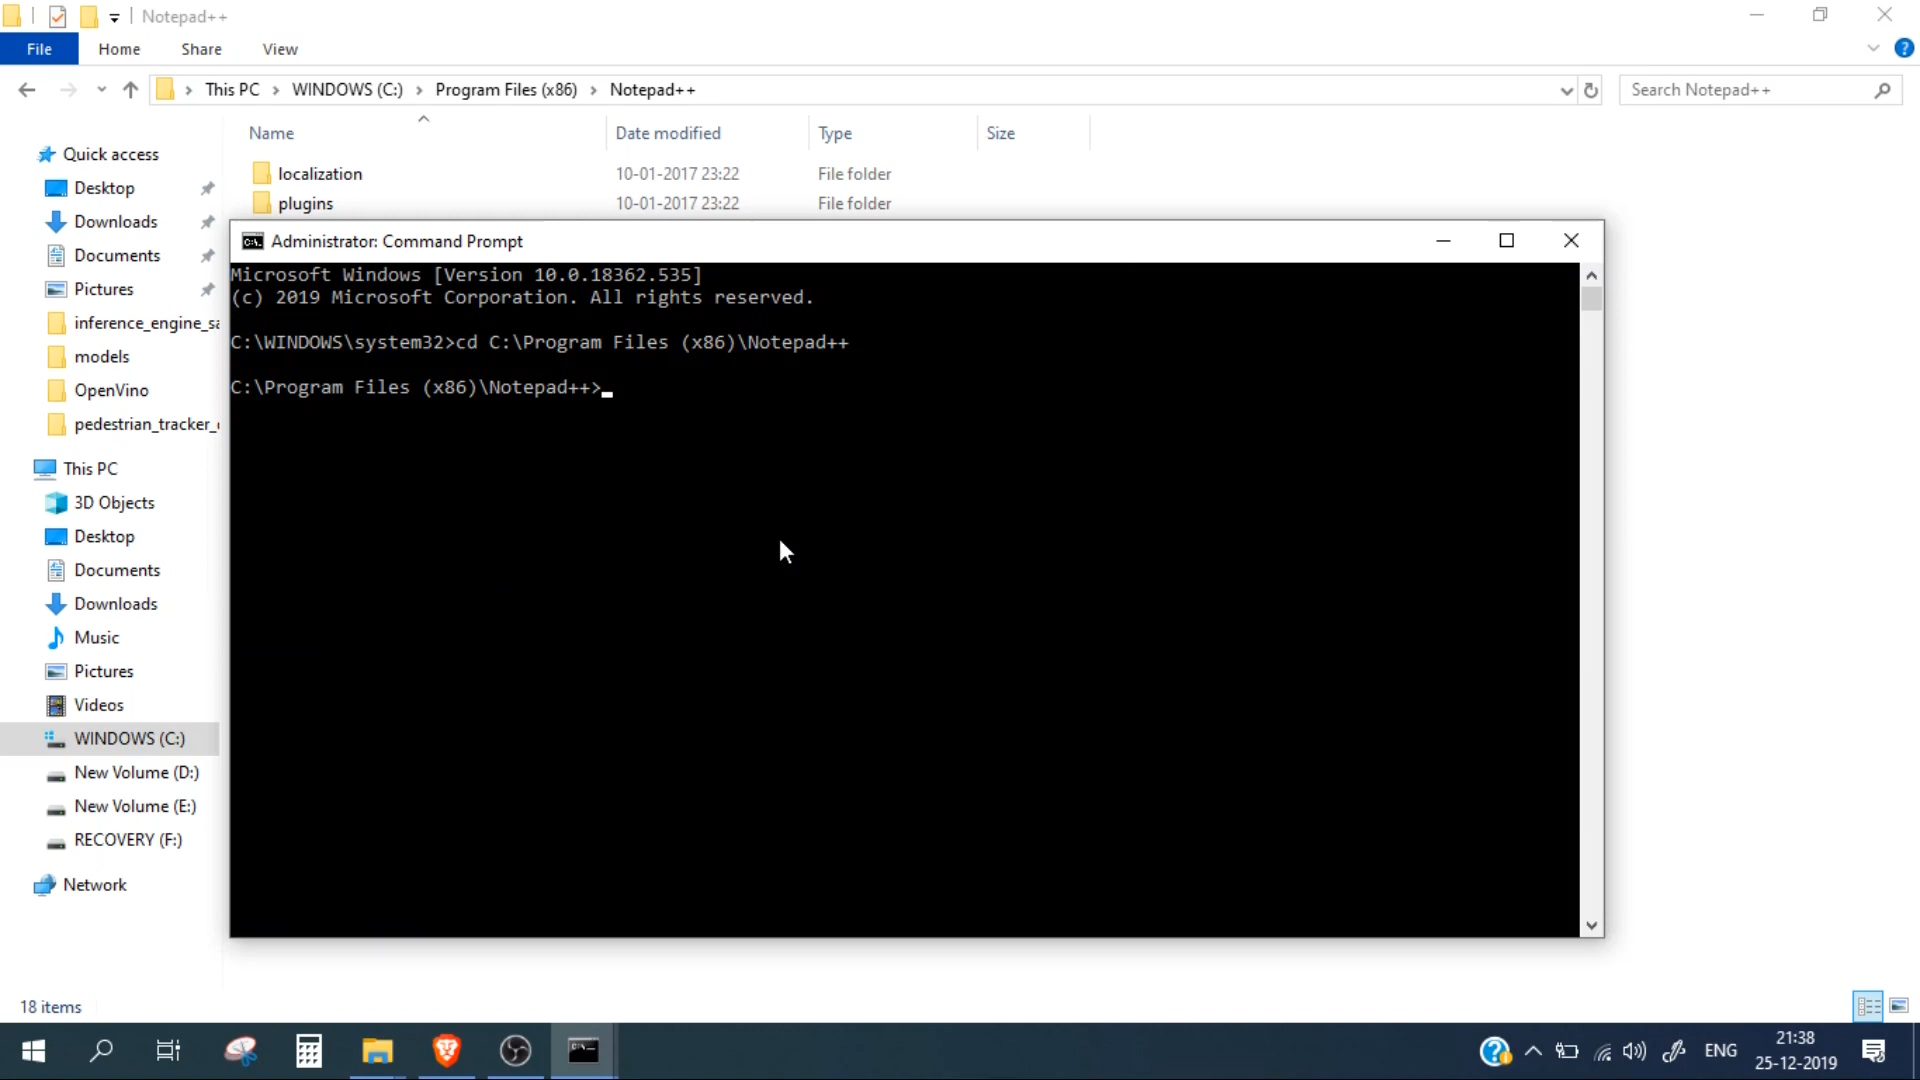 Notepad++
File Home Share View
This PC > WINDOWS (C:) > Program Files (x86) > Notepad++
Search Notepad++
Name Date modified Type Size
localization 10-01-2017 23:22 File folder
plugins 10-01-2017 23:22 File folder
Quick access
Desktop
Downloads
Documents
Pictures
inference_engine_sa
models
OpenVino
pedestrian_tracker_
This PC
3D Objects
Desktop
Documents
Downloads
Music
Pictures
Videos
WINDOWS (C:)
New Volume (D:)
New Volume (E:)
RECOVERY (F:)
Network
Administrator: Command Prompt
Microsoft Windows [Version 10.0.18362.535]
(c) 2019 Microsoft Corporation. All rights reserved.
C:\WINDOWS\system32>cd C:\Program Files (x86)\Notepad++
C:\Program Files (x86)\Notepad++>
18 items
ENG
21:38
25-12-2019